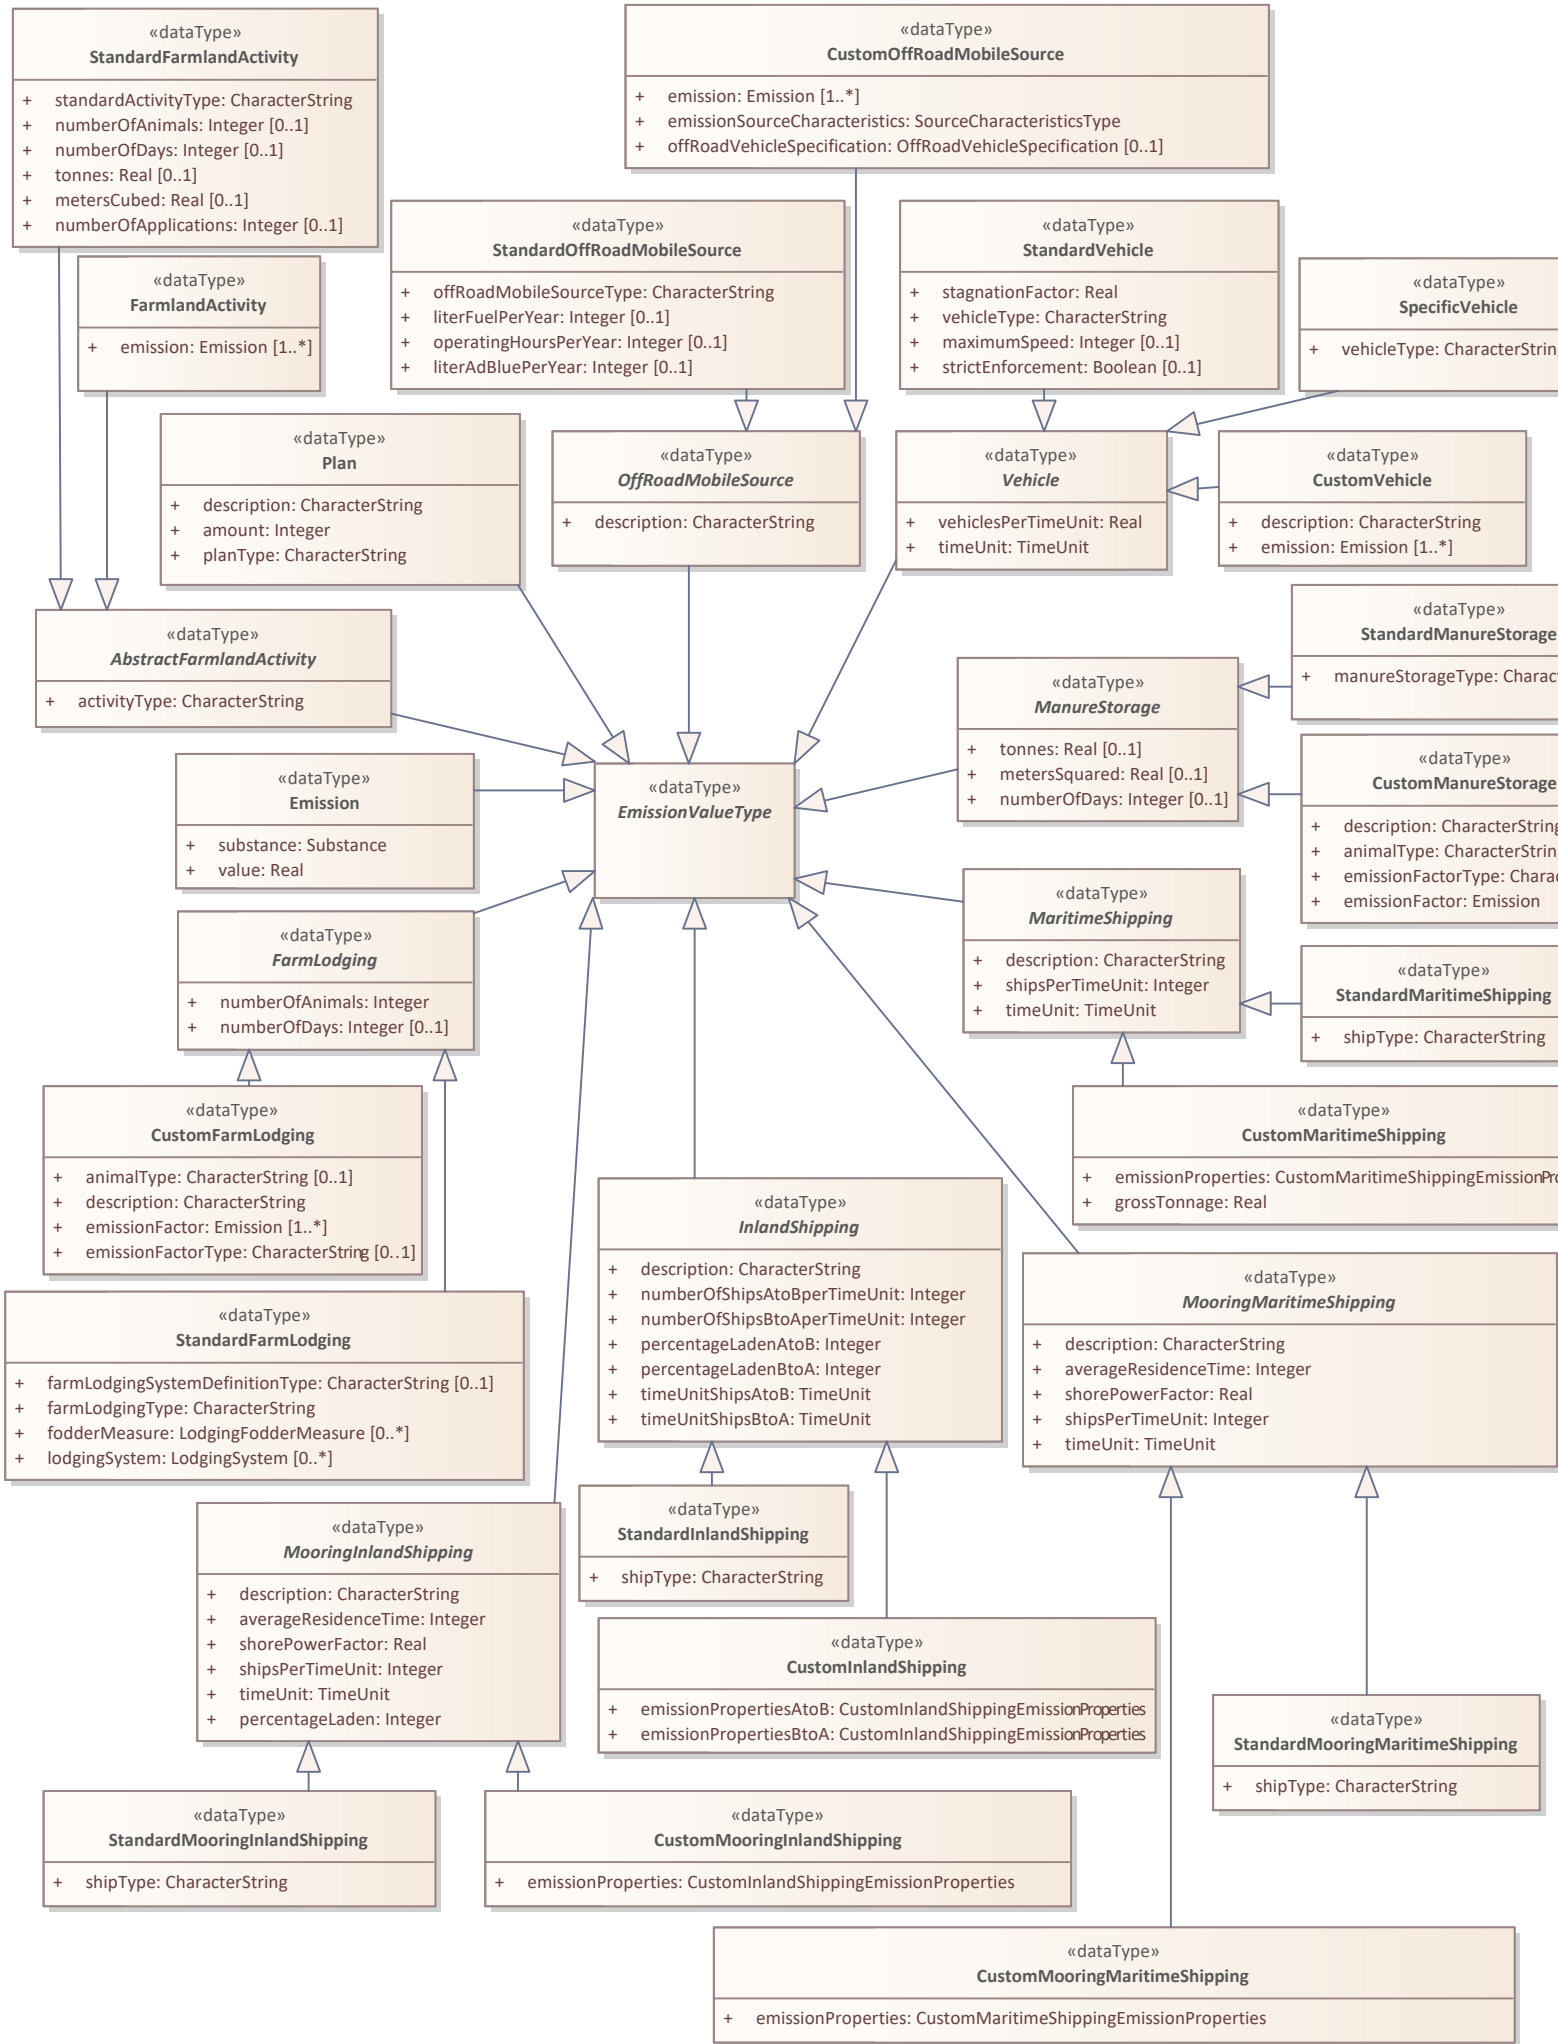 «dataType»
StandardFarmlandActivity
+ standardActivityType: CharacterString
+ numberOfAnimals: Integer [0..1]
+ numberOfDays: Integer [0..1]
+ tonnes: Real [0..1]
+ metersCubed: Real [0..1]
+ numberOfApplications: Integer [0..1]
«dataType»
CustomOffRoadMobileSource
+ emission: Emission [1..*]
+ emissionSourceCharacteristics: SourceCharacteristicsType
+ offRoadVehicleSpecification: OffRoadVehicleSpecification [0..1]
«dataType»
StandardOffRoadMobileSource
+ offRoadMobileSourceType: CharacterString
+ literFuelPerYear: Integer [0..1]
+ operatingHoursPerYear: Integer [0..1]
+ literAdBluePerYear: Integer [0..1]
«dataType»
StandardVehicle
+ stagnationFactor: Real
+ vehicleType: CharacterString
+ maximumSpeed: Integer [0..1]
+ strictEnforcement: Boolean [0..1]
«dataType»
FarmlandActivity
+ emission: Emission [1..*]
«dataType»
SpecificVehicle
+ vehicleType: CharacterString
«dataType»
Plan
+ description: CharacterString
+ amount: Integer
+ planType: CharacterString
«dataType»
OffRoadMobileSource
+ description: CharacterString
«dataType»
Vehicle
+ vehiclesPerTimeUnit: Real
+ timeUnit: TimeUnit
«dataType»
CustomVehicle
+ description: CharacterString
+ emission: Emission [1..*]
«dataType»
AbstractFarmlandActivity
+ activityType: CharacterString
«dataType»
StandardManureStorage
+ manureStorageType: Charac
«dataType»
ManureStorage
+ tonnes: Real [0..1]
+ metersSquared: Real [0..1]
+ numberOfDays: Integer [0..1]
«dataType»
CustomManureStorage
+ description: CharacterString
+ animalType: CharacterStrin
+ emissionFactorType: Charac
+ emissionFactor: Emission
«dataType»
Emission
+ substance: Substance
+ value: Real
«dataType»
EmissionValueType
«dataType»
MaritimeShipping
+ description: CharacterString
+ shipsPerTimeUnit: Integer
+ timeUnit: TimeUnit
«dataType»
FarmLodging
+ numberOfAnimals: Integer
+ numberOfDays: Integer [0..1]
«dataType»
StandardMaritimeShipping
+ shipType: CharacterString
«dataType»
CustomFarmLodging
+ animalType: CharacterString [0..1]
+ description: CharacterString
+ emissionFactor: Emission [1..*]
+ emissionFactorType: CharacterString [0..1]
«dataType»
CustomMaritimeShipping
+ emissionProperties: CustomMaritimeShippingEmissionPro
+ grossTonnage: Real
«dataType»
InlandShipping
+ description: CharacterString
+ numberOfShipsAtoBperTimeUnit: Integer
+ numberOfShipsBtoAperTimeUnit: Integer
+ percentageLadenAtoB: Integer
+ percentageLadenBtoA: Integer
+ timeUnitShipsAtoB: TimeUnit
+ timeUnitShipsBtoA: TimeUnit
«dataType»
MooringMaritimeShipping
+ description: CharacterString
+ averageResidenceTime: Integer
+ shorePowerFactor: Real
+ shipsPerTimeUnit: Integer
+ timeUnit: TimeUnit
«dataType»
StandardFarmLodging
+ farmLodgingSystemDefinitionType: CharacterString [0..1]
+ farmLodgingType: CharacterString
+ fodderMeasure: LodgingFodderMeasure [0..*]
+ lodgingSystem: LodgingSystem [0..*]
«dataType»
StandardInlandShipping
+ shipType: CharacterString
«dataType»
MooringInlandShipping
+ description: CharacterString
+ averageResidenceTime: Integer
+ shorePowerFactor: Real
+ shipsPerTimeUnit: Integer
+ timeUnit: TimeUnit
+ percentageLaden: Integer
«dataType»
CustomInlandShipping
+ emissionPropertiesAtoB: CustomInlandShippingEmissionProperties
+ emissionPropertiesBtoA: CustomInlandShippingEmissionProperties
«dataType»
StandardMooringMaritimeShipping
+ shipType: CharacterString
«dataType»
StandardMooringInlandShipping
+ shipType: CharacterString
«dataType»
CustomMooringInlandShipping
+ emissionProperties: CustomInlandShippingEmissionProperties
«dataType»
CustomMooringMaritimeShipping
+ emissionProperties: CustomMaritimeShippingEmissionProperties